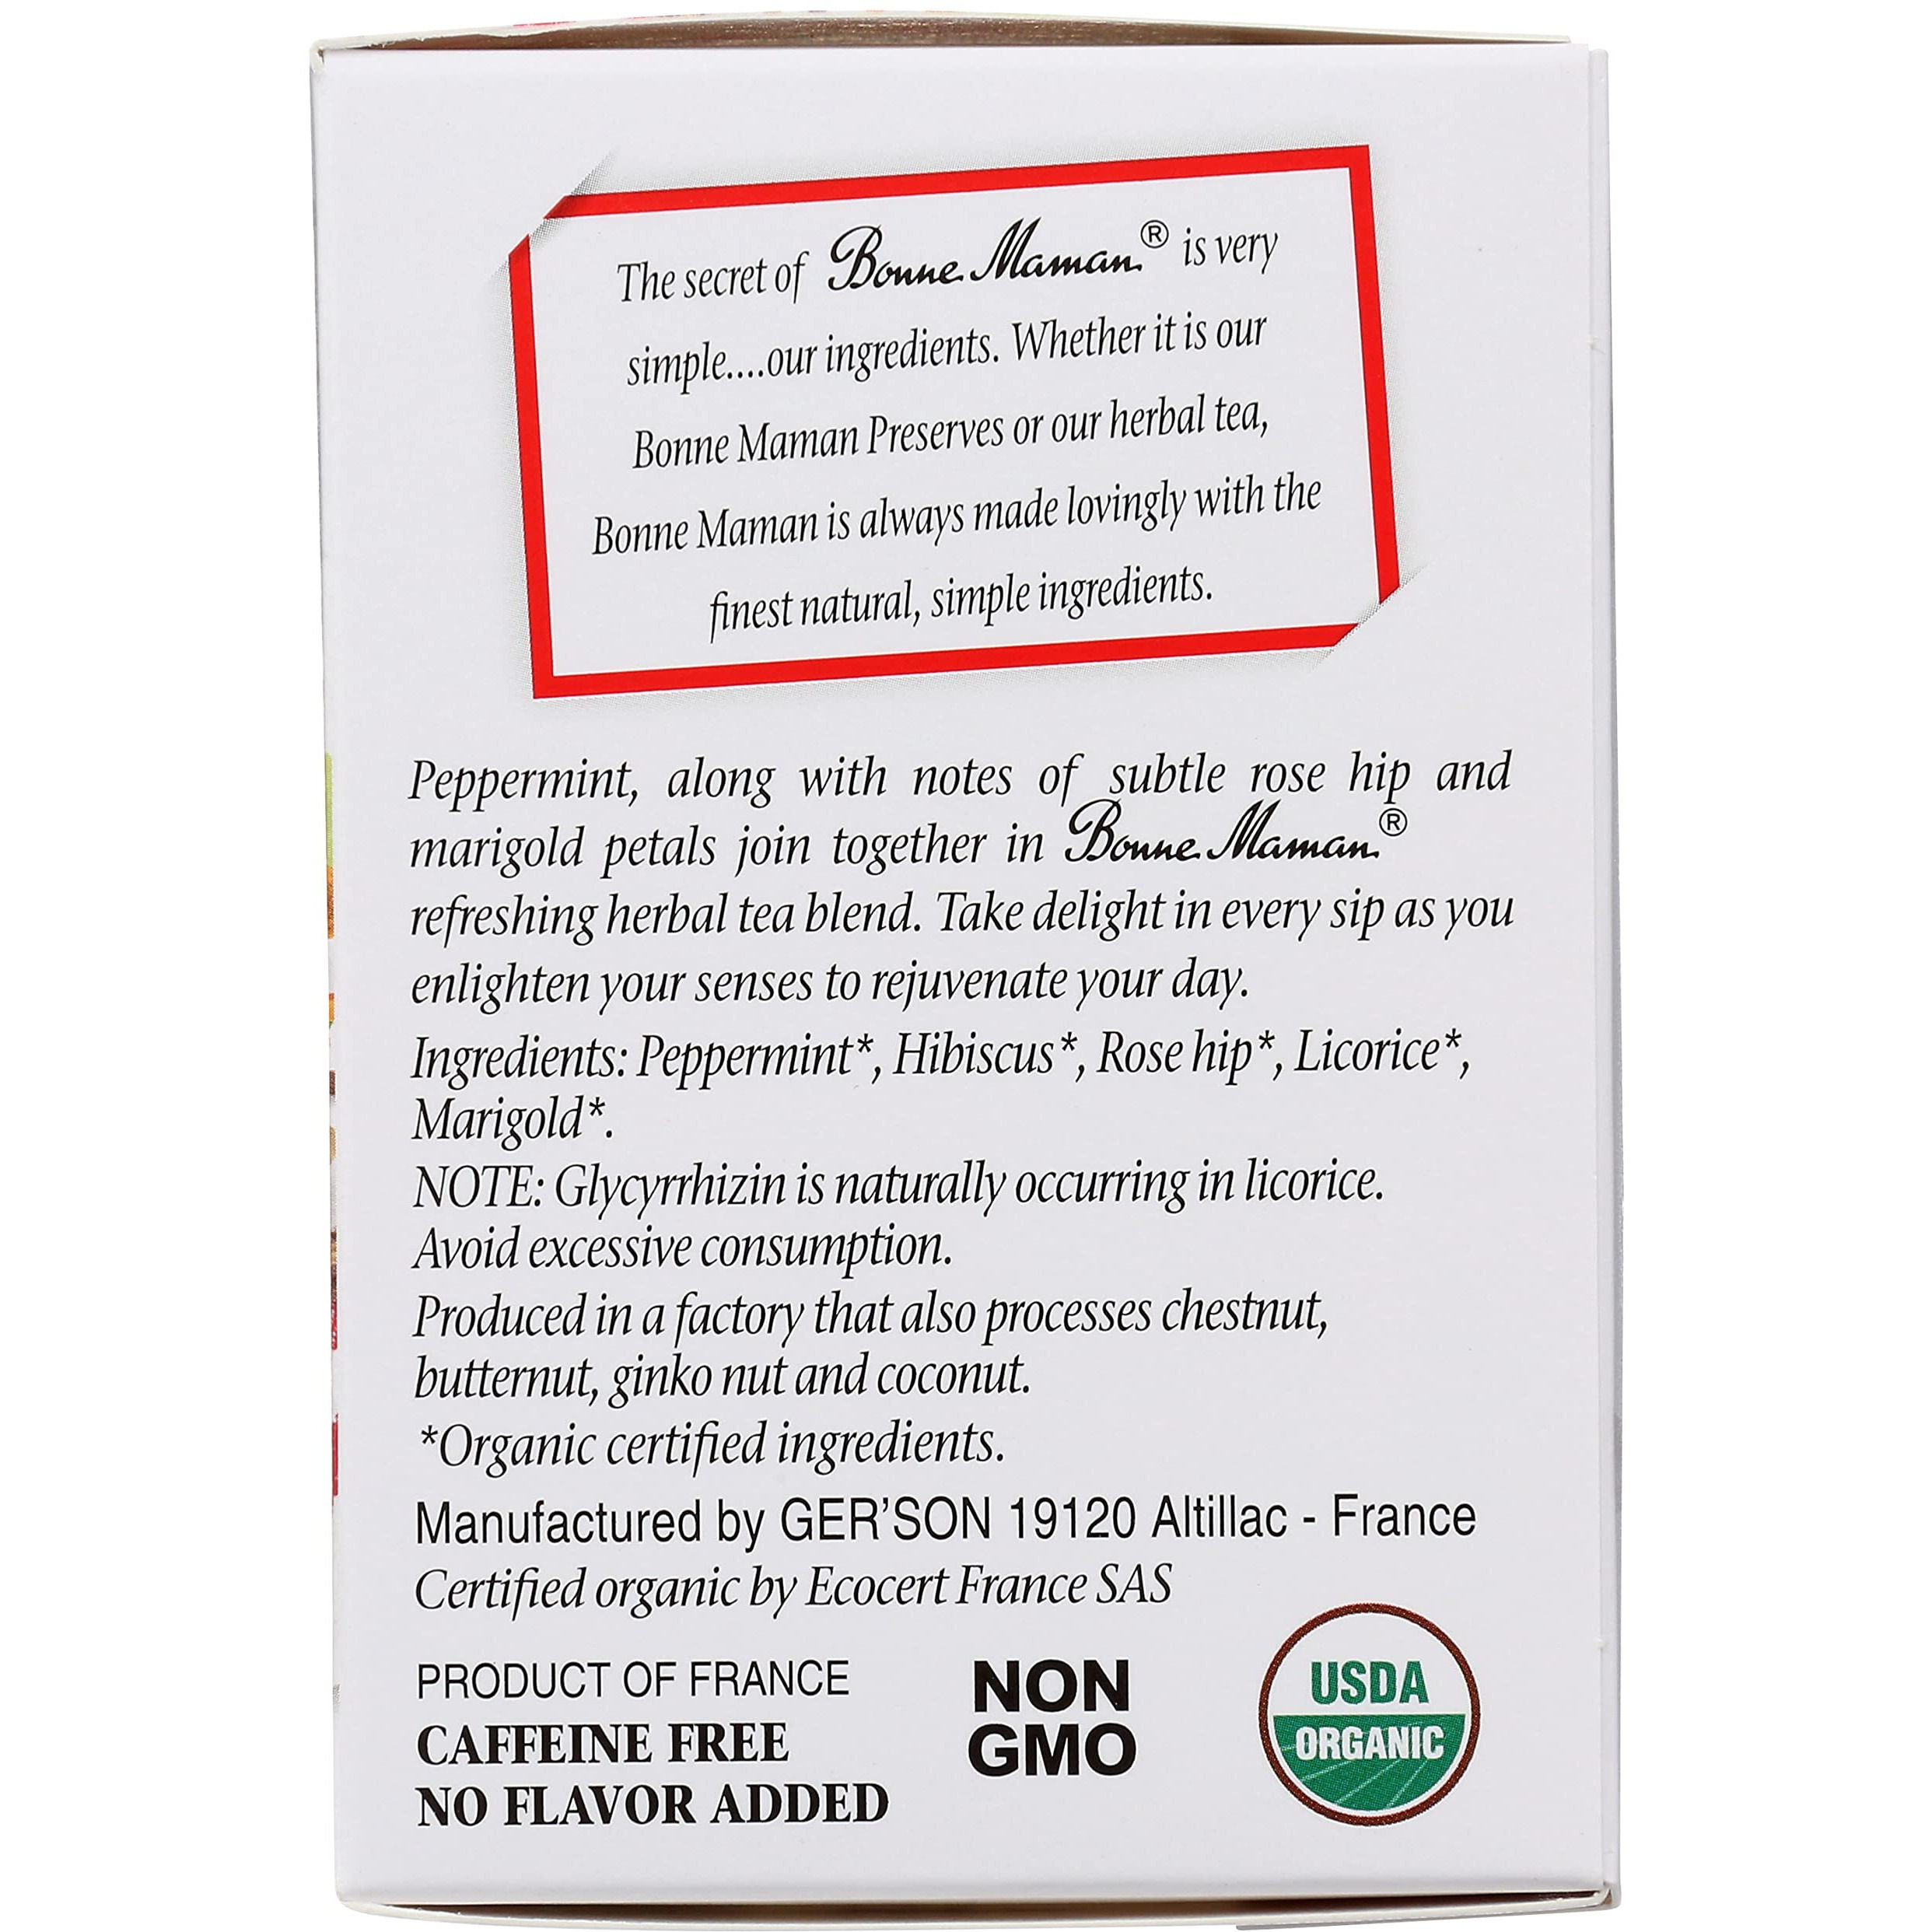 The secret of Bonne Maman® is very
simple....our ingredients. Whether it is our
Bonne Maman Preserves or our herbal tea,
Bonne Maman is always made lovingly with the
finest natural, simple ingredients.
Peppermint, along with notes of subtle rose hip and
marigold petals join together in Bonne Maman®
refreshing herbal tea blend. Take delight in every sip as you
enlighten your senses to rejuvenate your day.
Ingredients: Peppermint*, Hibiscus*, Rose hip*, Licorice*,
Marigold*.
NOTE: Glycyrrhizin is naturally occurring in licorice.
Avoid excessive consumption.
Produced in a factory that also processes chestnut,
butternut, ginko nut and coconut.
*Organic certified ingredients.
Manufactured by GER'SON 19120 Altillac - France
Certified organic by Ecocert France SAS
PRODUCT OF FRANCE
CAFFEINE FREE
NO FLAVOR ADDED
NON
GMO
USDA
ORGANIC